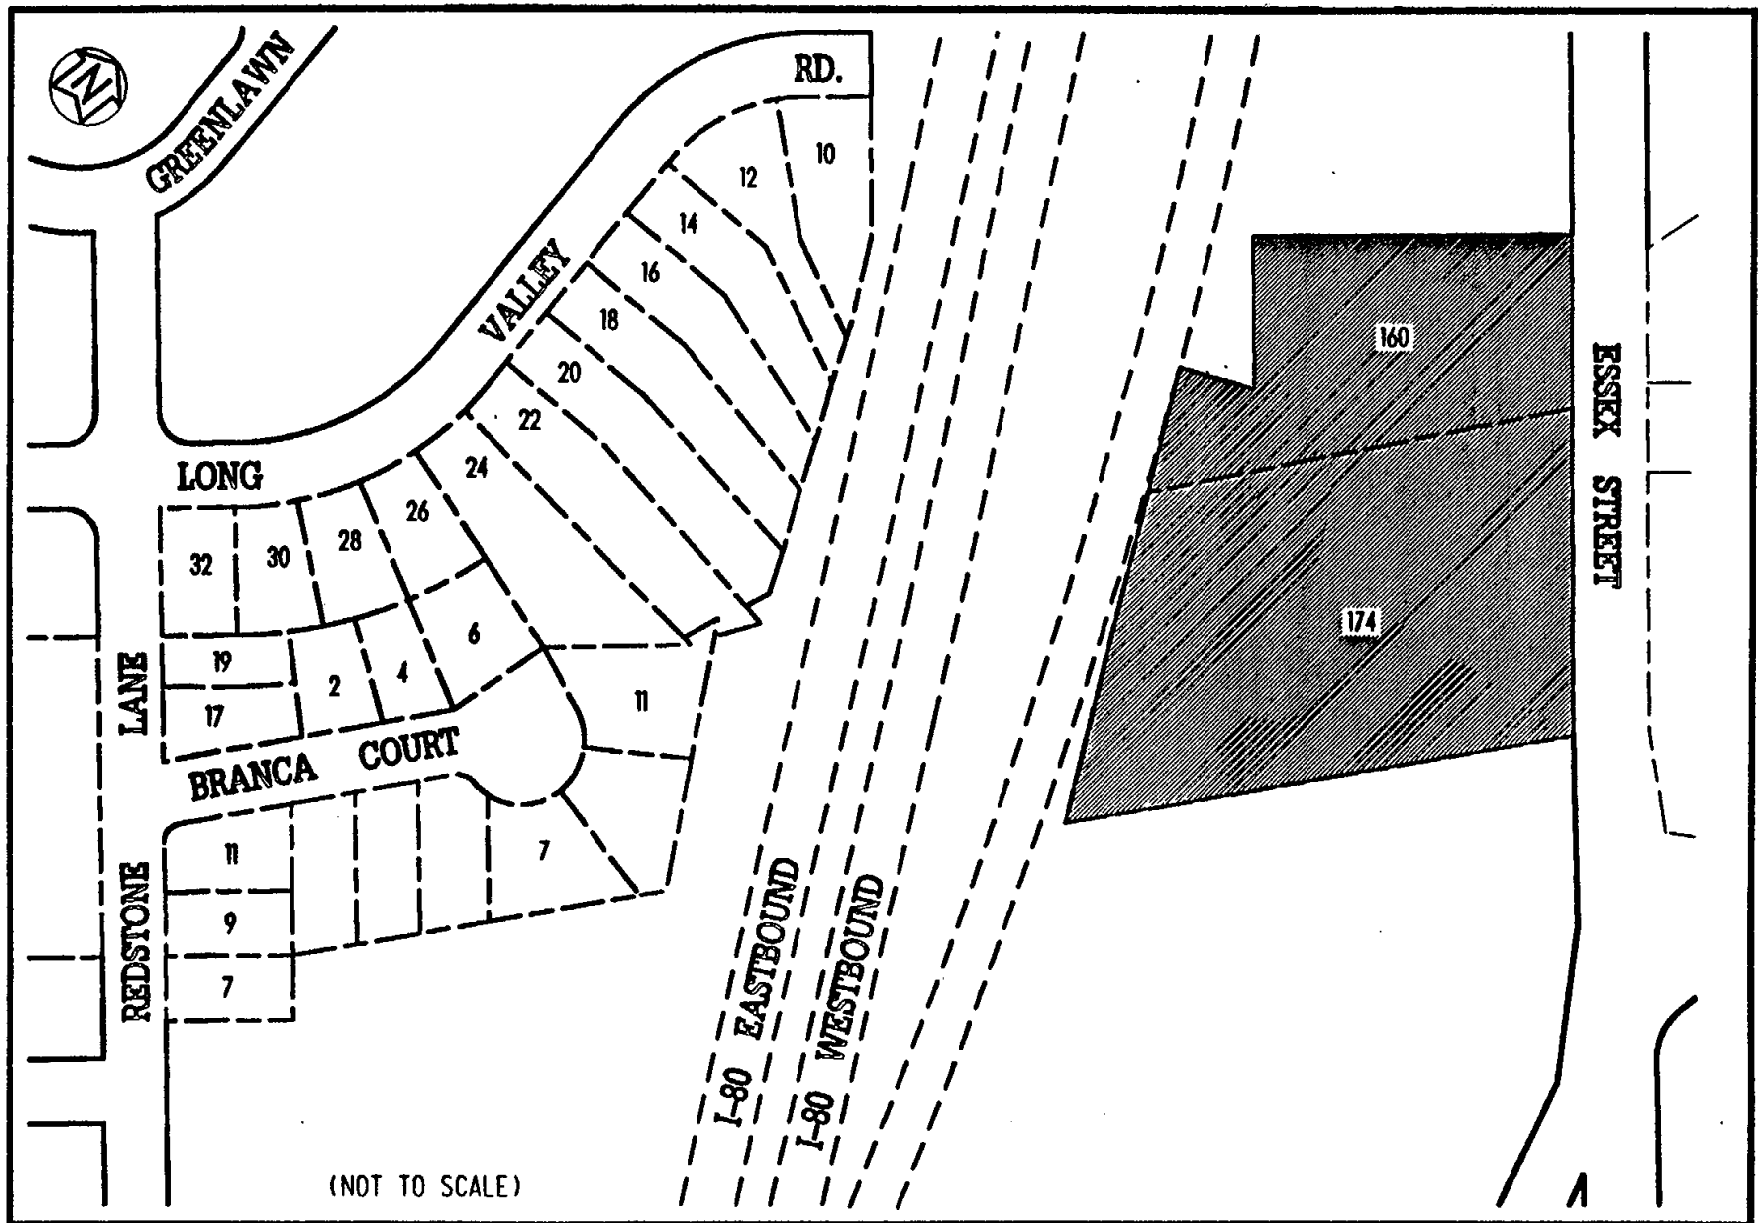 N
GREENLAWN
RD.
10
12
14
16
VALLEY
18
20
22
24
LONG
26
28
30
32
160
ESSEX STREET
174
19
17
2
4
6
11
LANE
BRANCA COURT
11
9
7
7
REDSTONE
I-80 EASTBOUND
I-80 WESTBOUND
(NOT TO SCALE)